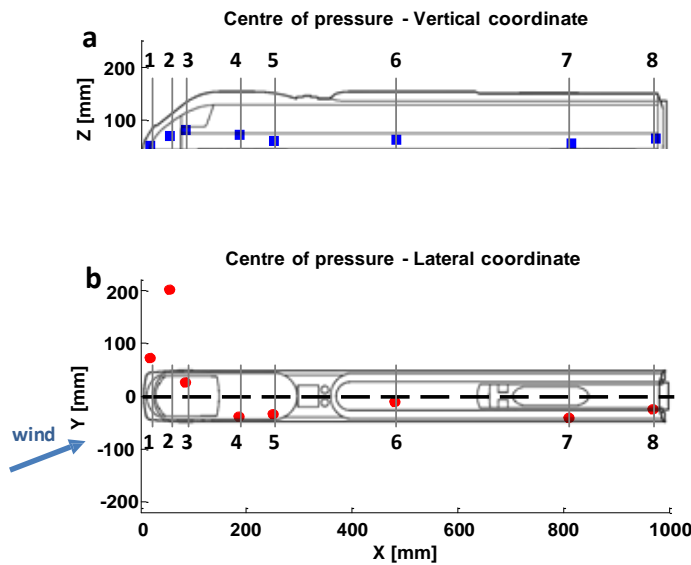 Centre of pressure - Vertical coordinate
a
1 2 3 4 5 6 7 8
200
100
Z [mm]
Centre of pressure - Lateral coordinate
b
200
100
0
-100
-200
Y [mm]
wind
1 2 3 4 5 6 7 8
0 200 400 600 800 1000
X [mm]